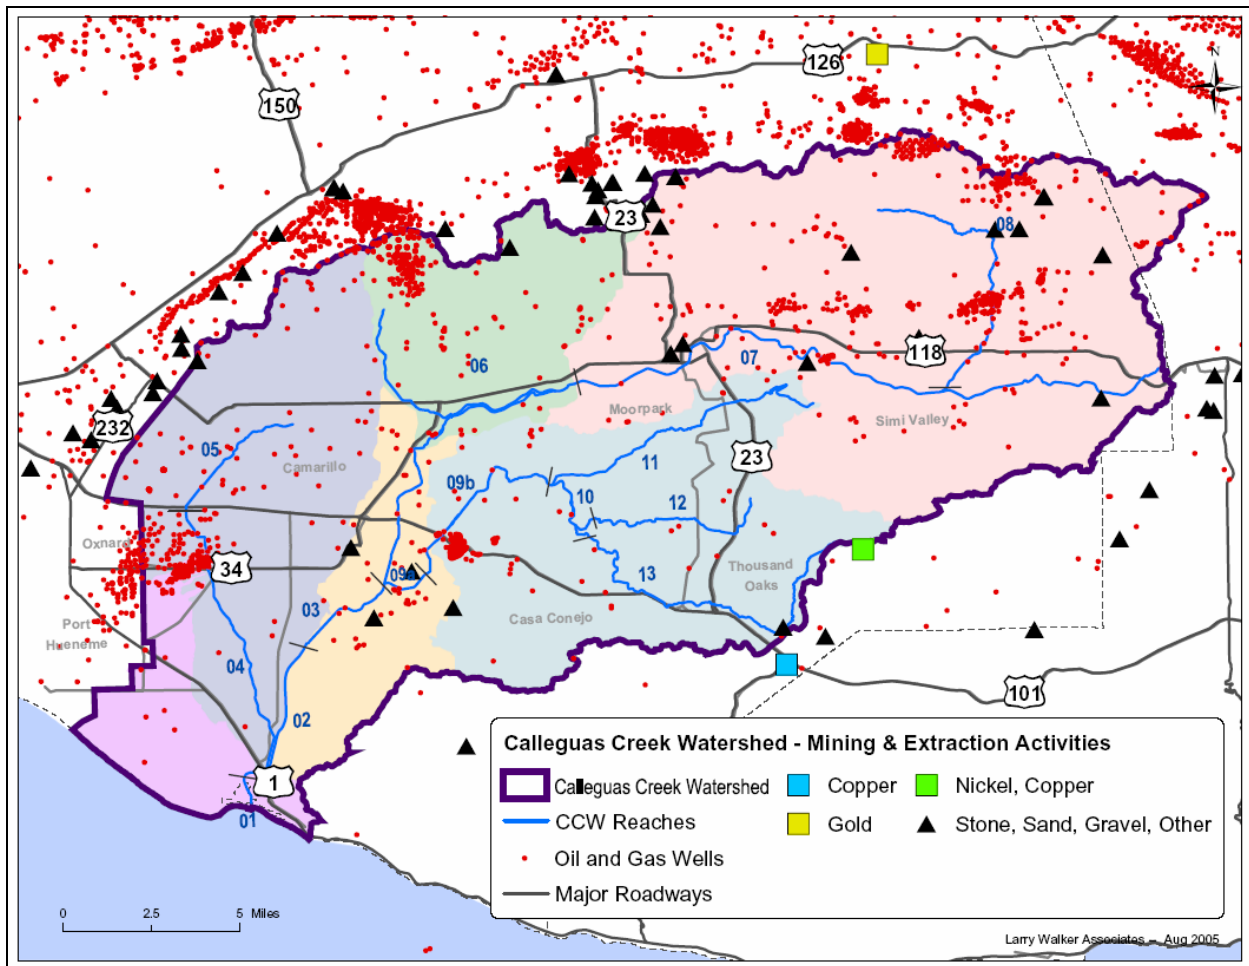 N
126
150
23
08
118
06
07
Moorpark
Simi Valley
232
05
Camarillo
09b
11
23
10
12
Oxnard
34
09a
13
Thousand
Oaks
03
Casa Conejo
Port
Hueneme
04
02
101
1
01
Calleguas Creek Watershed - Mining & Extraction Activities
Calleguas Creek Watershed
Copper
Nickel, Copper
CCW Reaches
Gold
Stone, Sand, Gravel, Other
Oil and Gas Wells
Major Roadways
0 2.5 5 Miles
Larry Walker Associates -- Aug 2005